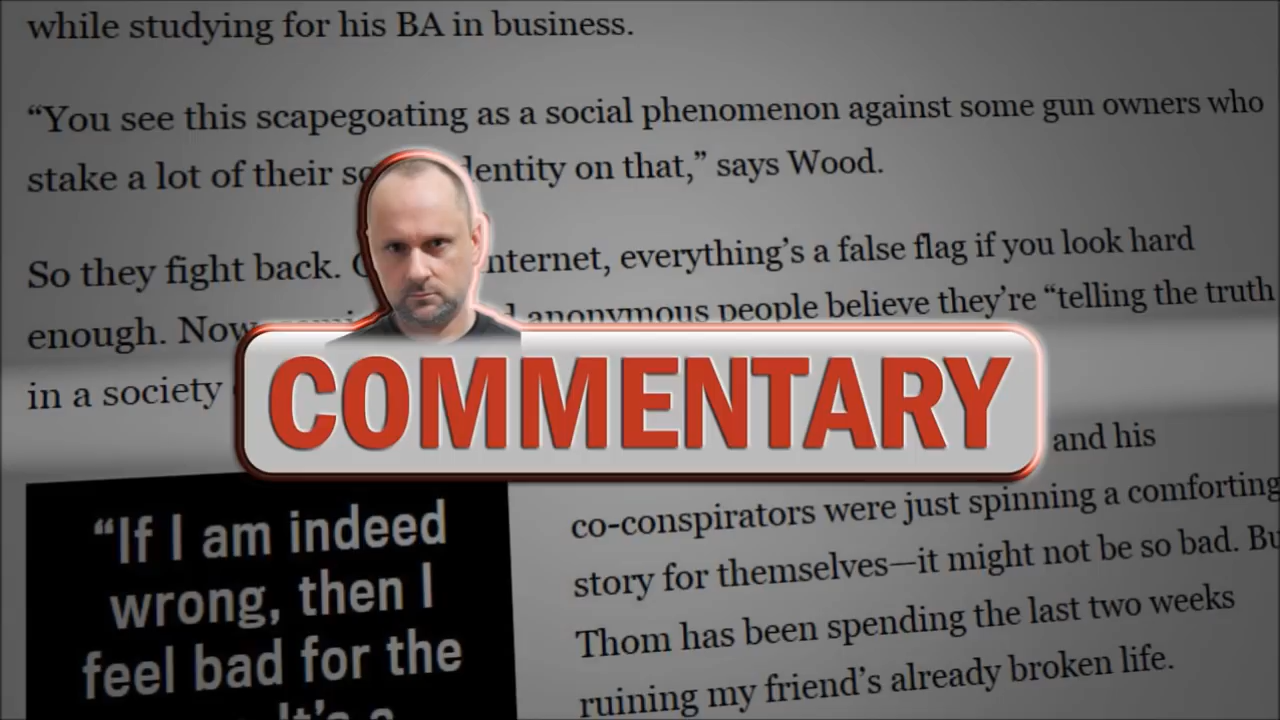 while studying for his BA in business.
“You see this scapegoating as a social phenomenon against some gun owners who
stake a lot of their dentity on that,” says Wood.
So they fight back. nternet, everything’s a false flag if you look hard
enough. Now anonymous people believe they’re “telling the truth
in a society
COMMENTARY
and his
co-conspirators were just spinning a comforting
story for themselves—it might not be so bad. Bu
Thom has been spending the last two weeks
ruining my friend’s already broken life.
“If I am indeed
wrong, then I
feel bad for the
It’s a